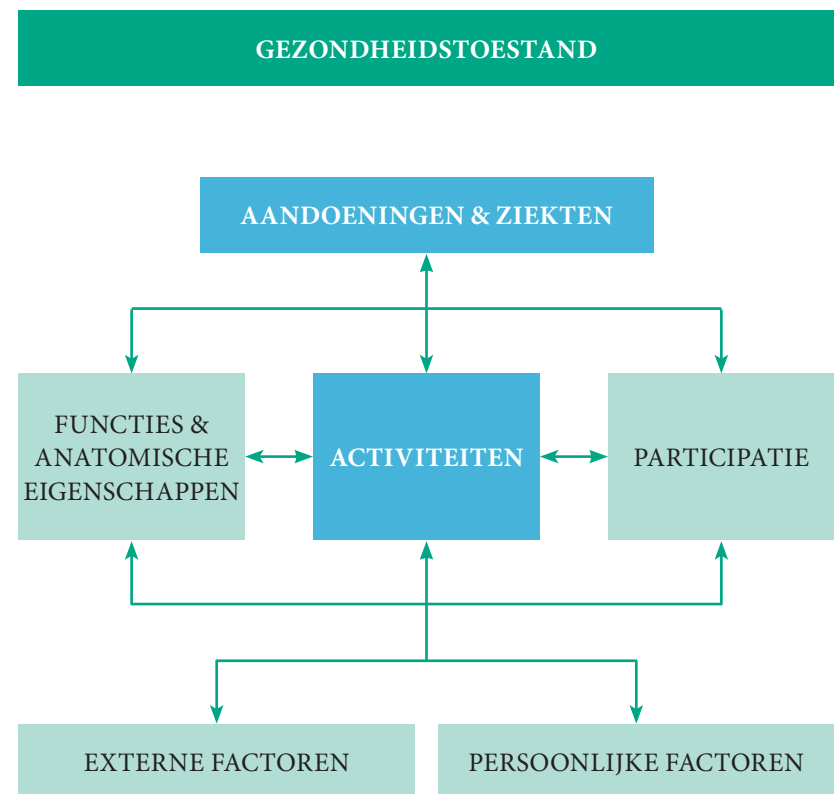 GEZONDHEIDSTOESTAND
AANDOENINGEN & ZIEKTEN
FUNCTIES &
ANATOMISCHE
EIGENSCHAPPEN
ACTIVITEITEN
PARTICIPATIE
EXTERNE FACTOREN
PERSOONLIJKE FACTOREN